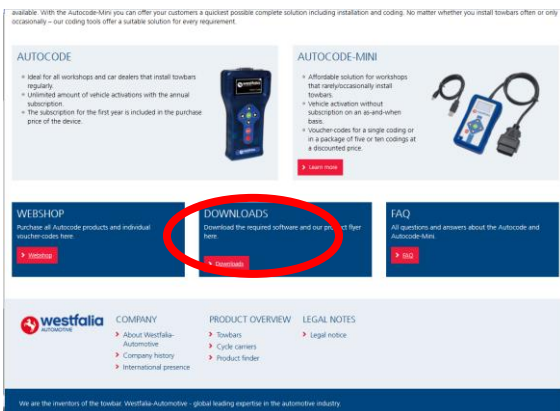 available. With the Autocode-Mini you can offer your customers a quickest possible complete solution including installation and coding. No matter whether you install towbars often or only
occasionally – our coding tools offer a suitable solution for every requirement.
AUTOCODE
Ideal for all workshops and car dealers that install towbars
regularly.
Unlimited amount of vehicle activations with the annual
subscription.
The subscription for the first year is included in the purchase
price of the device.
westfalia
AUTOCODE-MINI
Affordable solution for workshops
that rarely/occasionally install
towbars.
Vehicle activation without
subscription on an as-and-when
base.
Voucher-codes for a single coding or
in a package of five or ten codings at
a discounted price.
Learn more
WEBSHOP
Purchase all Autocode products and individual
voucher-codes here.
Webshop
DOWNLOADS
Download the required software and our product flyer
here.
Downloads
FAQ
All questions and answers about the Autocode and
Autocode-Mini.
FAQ
westfalia
AUTOMOTIVE
COMPANY
About Westfalia-
Automotive
Company history
International presence
PRODUCT OVERVIEW
Towbars
Cycle carriers
Product finder
LEGAL NOTES
Legal notice
We are the inventors of the towbar. Westfalia-Automotive - global leading expertise in the automotive industry.